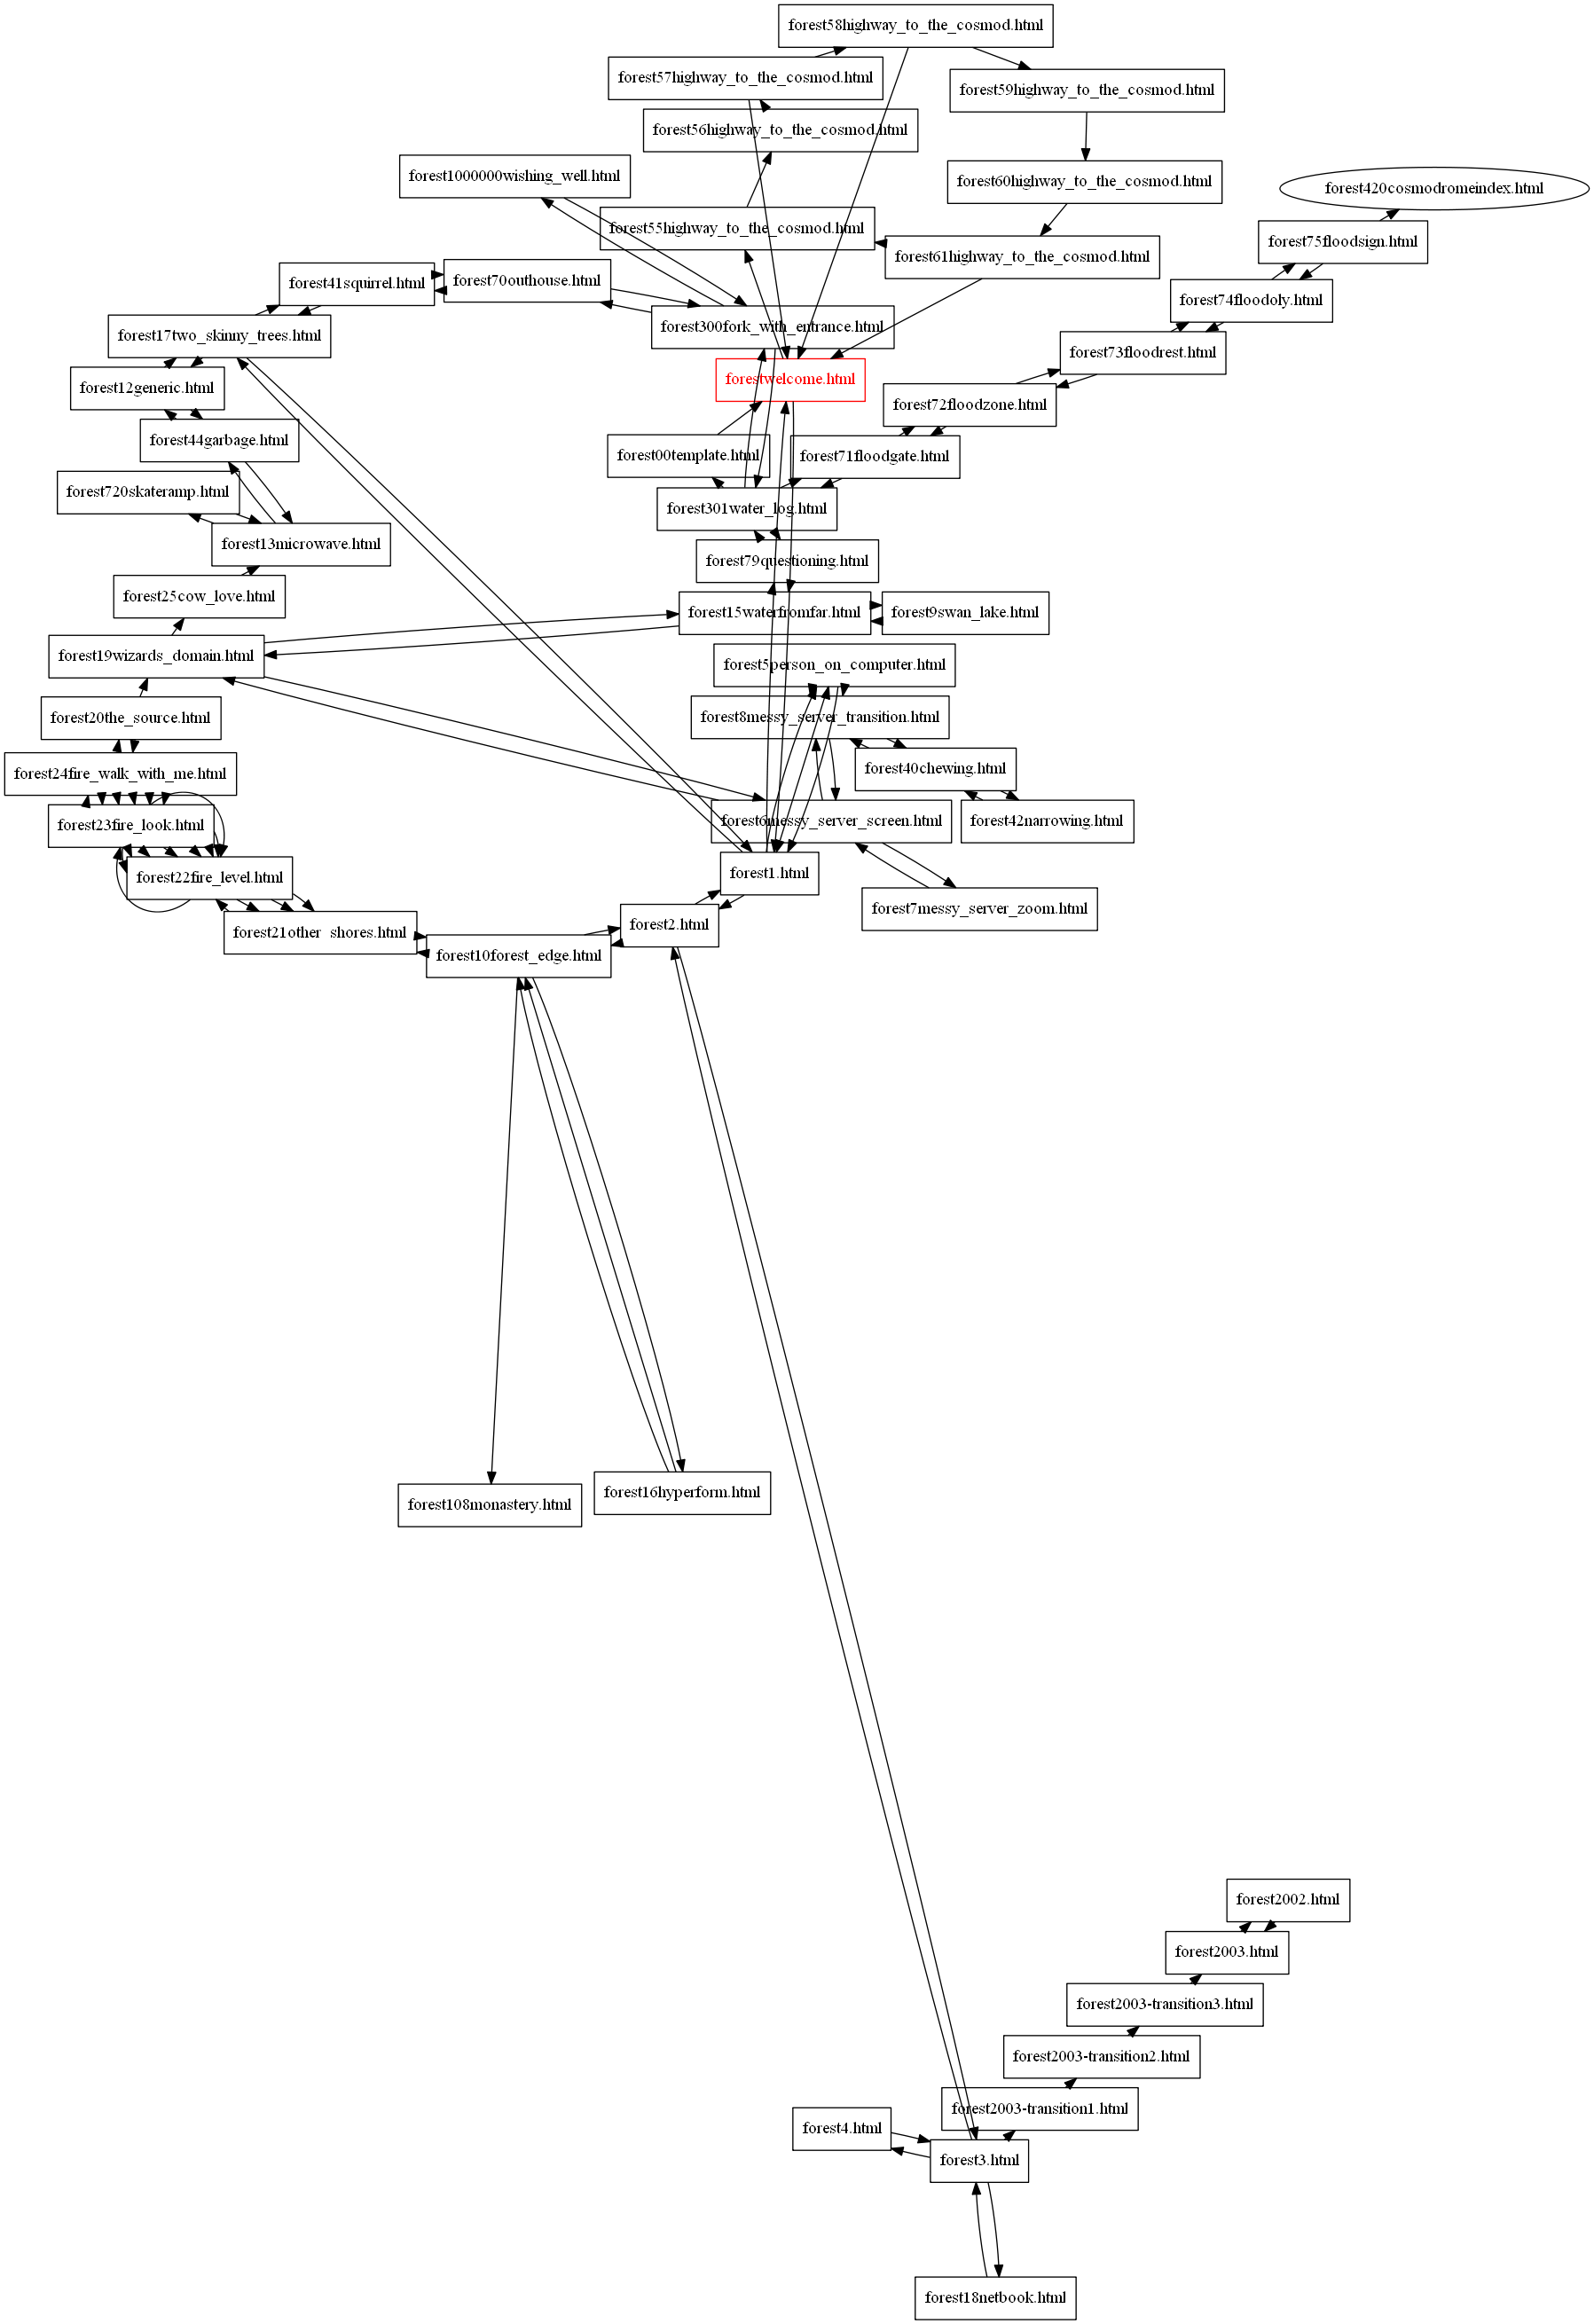 forest58highway_to_the_cosmod.html
forest57highway_to_the_cosmod.html
forest59highway_to_the_cosmod.html
forest56highway_to_the_cosmod.html
forest1000000wishing_well.html
forest60highway_to_the_cosmod.html
forest420cosmodromeindex.html
forest55highway_to_the_cosmod.html
forest75floodsign.html
forest61highway_to_the_cosmod.html
forest41squirrel.html
forest70outhouse.html
forest74floodoly.html
forest300fork_with_entrance.html
forest17two_skinny_trees.html
forest73floodrest.html
forestwelcome.html
forest12generic.html
forest72floodzone.html
forest44garbage.html
forest00template.html
forest71floodgate.html
forest720skateramp.html
forest301water_log.html
forest13microwave.html
forest79questioning.html
forest25cow_love.html
forest15waterfromfar.html
forest9swan_lake.html
forest19wizards_domain.html
forest5person_on_computer.html
forest20the_source.html
forest8messy_server_transition.html
forest24fire_walk_with_me.html
forest40chewing.html
forest23fire_look.html
forest6messy_server_screen.html
forest42narrowing.html
forest22fire_level.html
forest1.html
forest7messy_server_zoom.html
forest2.html
forest21other_shores.html
forest10forest_edge.html
forest16hyperform.html
forest108monastery.html
forest2002.html
forest2003.html
forest2003-transition3.html
forest2003-transition2.html
forest2003-transition1.html
forest4.html
forest3.html
forest18netbook.html